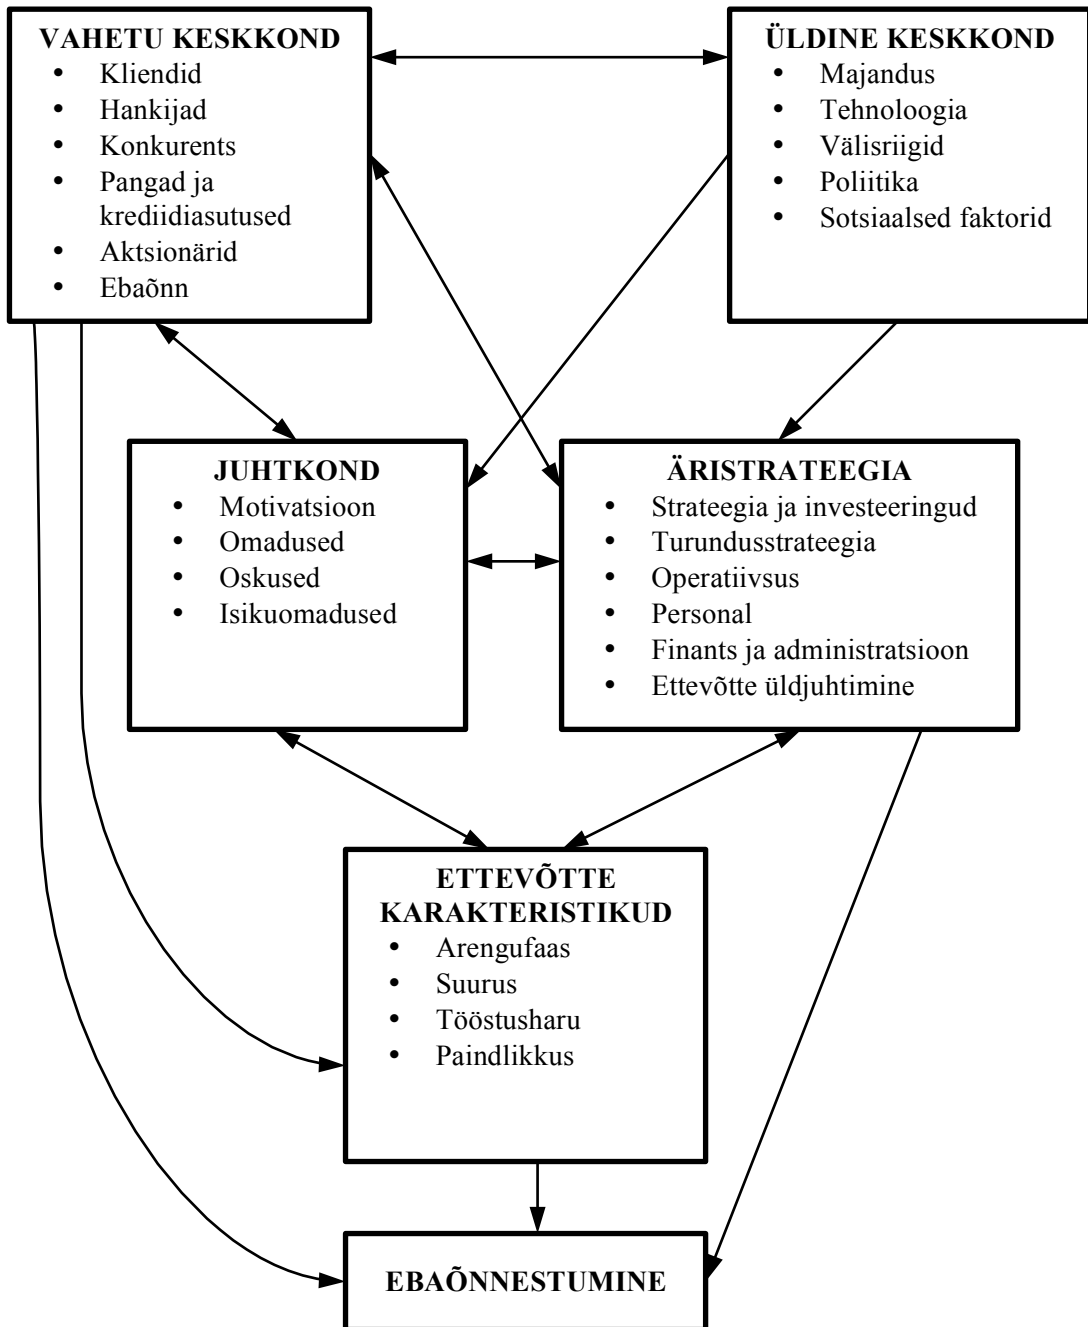 VAHETU KESKKOND
• Kliendid
• Hankijad
• Konkurents
• Pangad ja
krediidiasutused
• Aktsionärid
• Ebaõnn
ÜLDINE KESKKOND
• Majandus
• Tehnoloogia
• Välisriigid
• Poliitika
• Sotsiaalsed faktorid
JUHTKOND
• Motivatsioon
• Omadused
• Oskused
• Isikuomadused
ÄRISTRATEEGIA
• Strateegia ja investeeringud
• Turundusstrateegia
• Operatiivsus
• Personal
• Finants ja administratsioon
• Ettevõtte üldjuhtimine
ETTEVÕTTE
KARAKTERISTIKUD
• Arengufaas
• Suurus
• Tööstusharu
• Paindlikkus
EBAÕNNESTUMINE